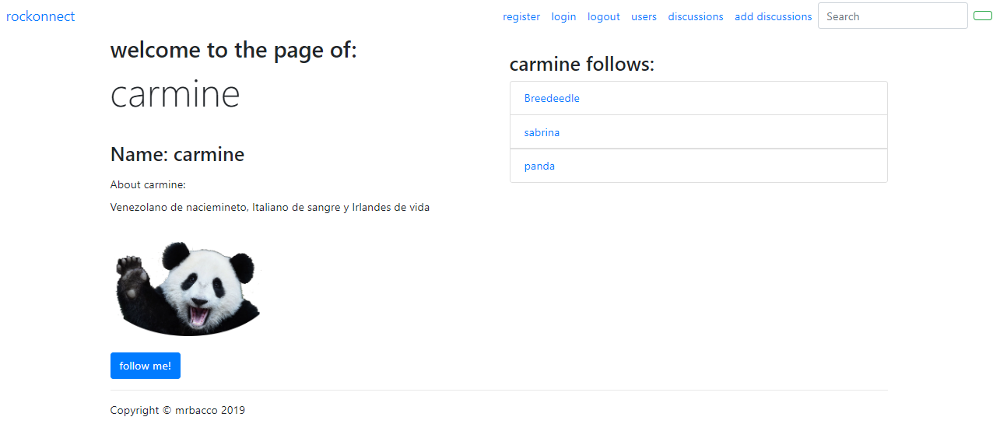 rockonnect
register login logout users discussions add discussions Search
welcome to the page of:
carmine
Name: carmine
About carmine:
Venezolano de naciemineto, Italiano de sangre y Irlandes de vida
follow me!
carmine follows:
Breedeedle
sabrina
panda
Copyright © mrbacco 2019